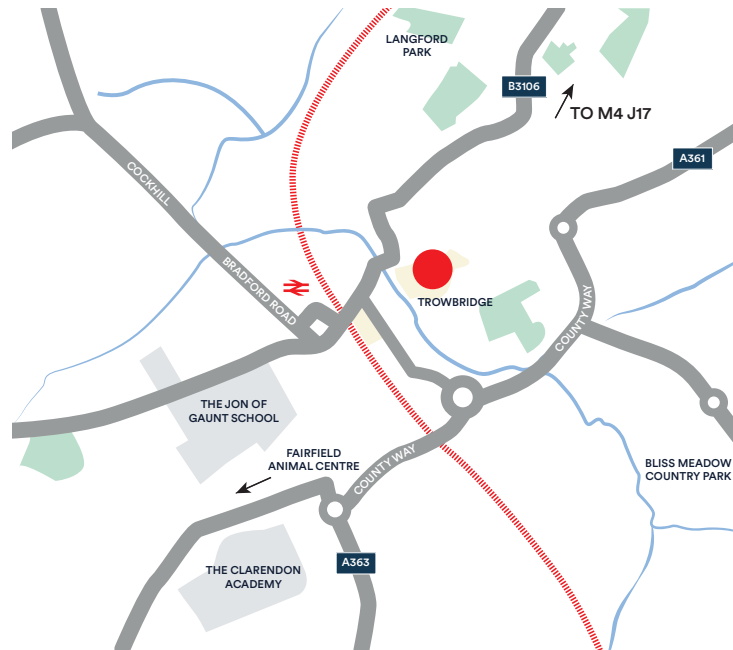 LANGFORD
PARK
B3106
TO M4 J17
A361
COCKHILL
BRADFORD ROAD
TROWBRIDGE
COUNTY WAY
THE JON OF
GAUNT SCHOOL
FAIRFIELD
ANIMAL CENTRE
COUNTY WAY
BLISS MEADOW
COUNTRY PARK
A363
THE CLARENDON
ACADEMY